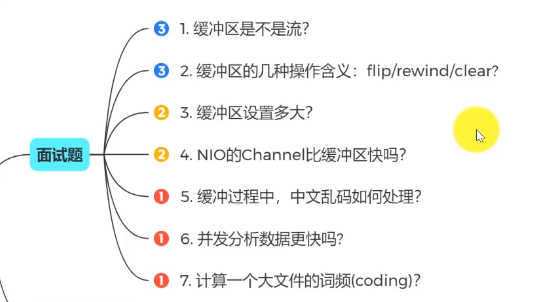 面试题
3 1. 缓冲区是不是流?
3 2. 缓冲区的几种操作含义：flip/rewind/clear?
2 3. 缓冲区设置多大?
2 4. NIO的Channel比缓冲区快吗?
1 5. 缓冲过程中，中文乱码如何处理?
1 6. 并发分析数据更快吗?
1 7. 计算一个大文件的词频(coding)?